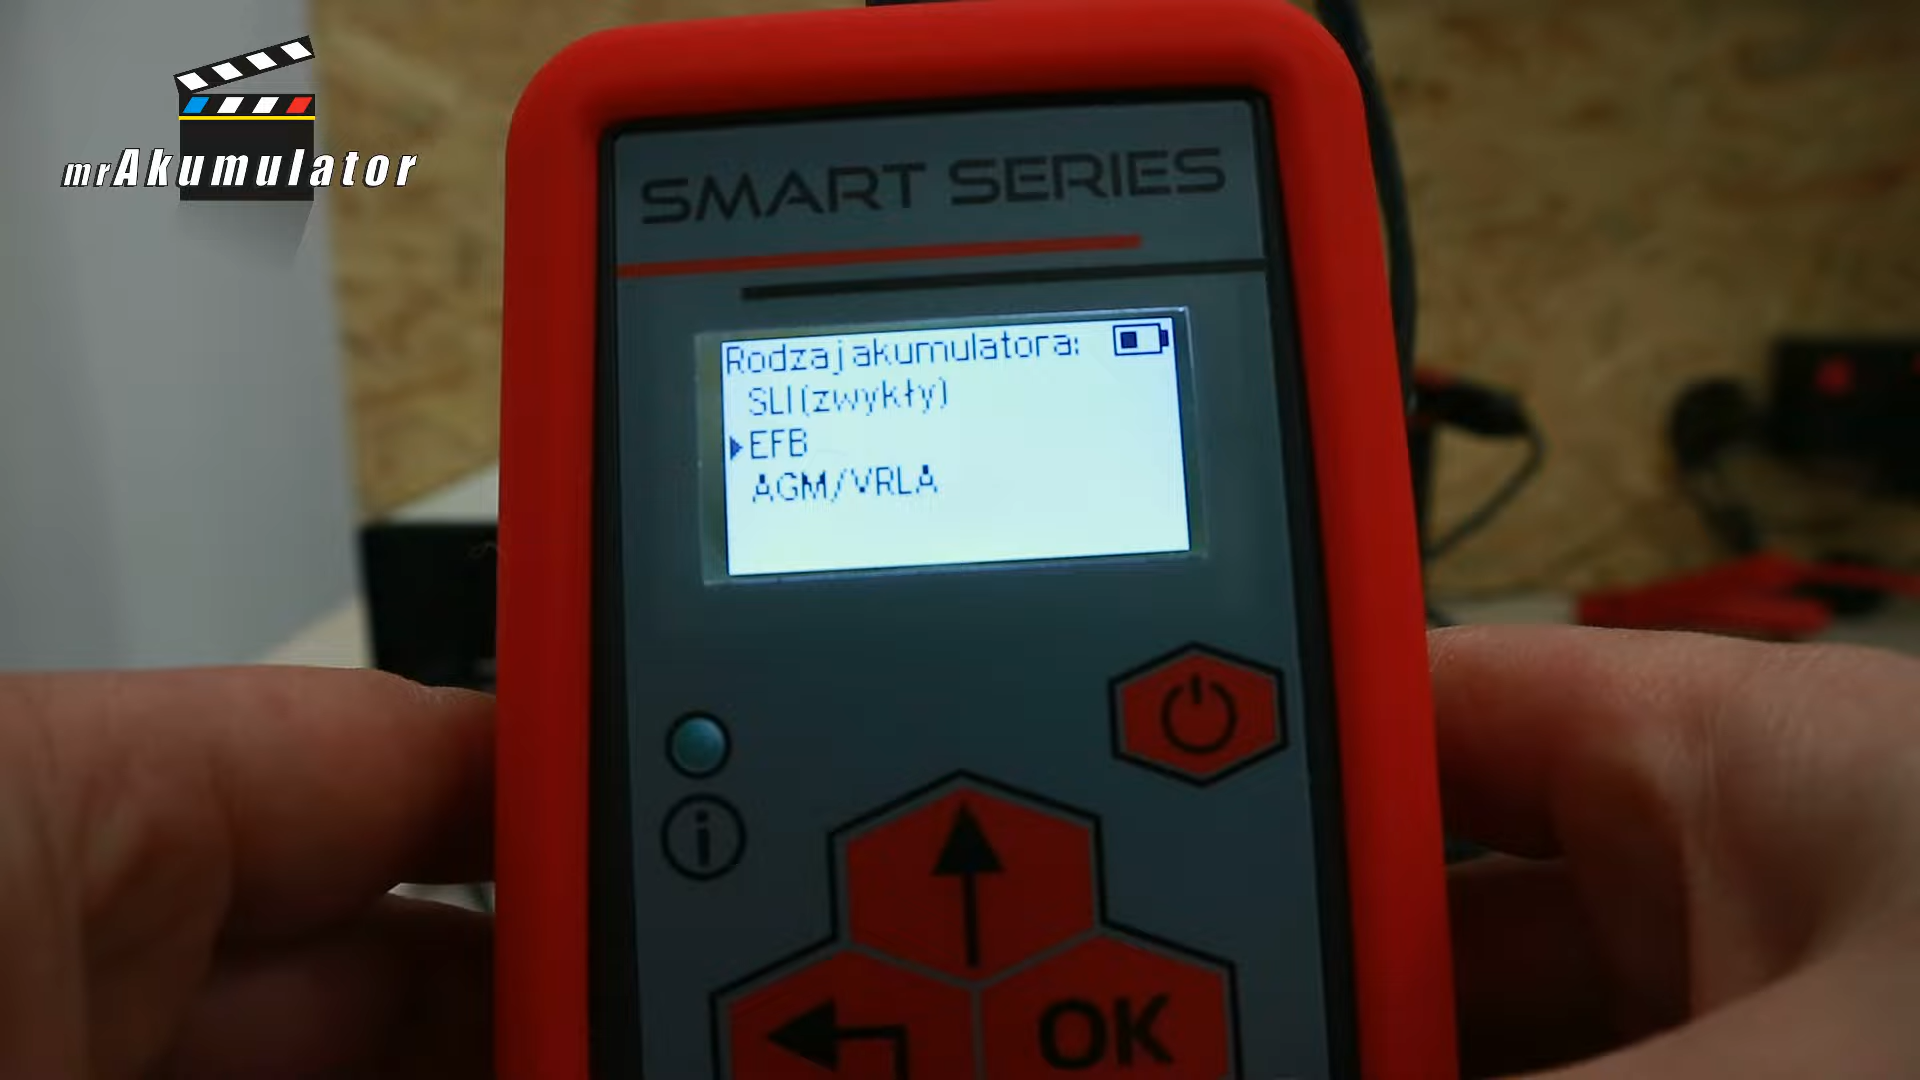 mrAkumulator
SMART SERIES
Rodzaj akumulatora:
SLI (zwykły)
EFB
AGM/VRLA
OK